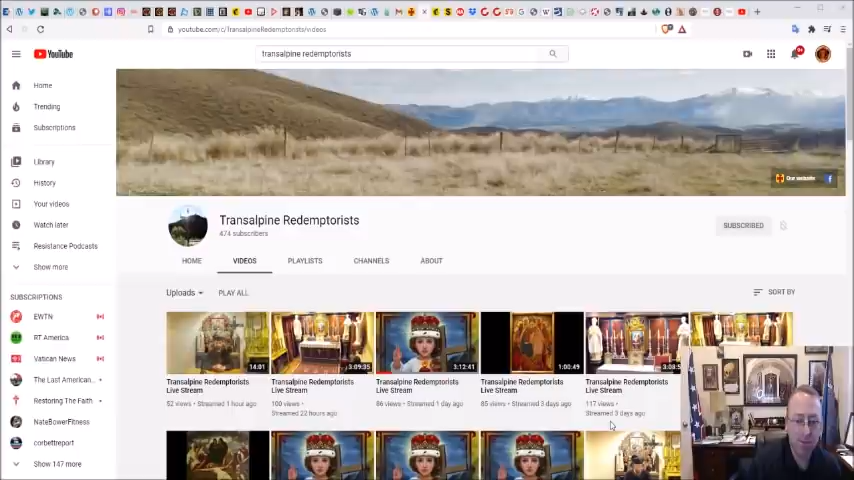 youtube.com/c/TransalpineRedemptorists/videos
YouTube
transalpine redemptorists
9+
Home
Trending
Subscriptions
Library
History
Your videos
Watch later
Resistance Podcasts
Show more
SUBSCRIPTIONS
EWTN
RT America
Vatican News
The Last American...
Restoring The Faith
NateBowerFitness
corbettreport
Show 147 more
Our website
Transalpine Redemptorists
474 subscribers
SUBSCRIBED
HOME
VIDEOS
PLAYLISTS
CHANNELS
ABOUT
Uploads
PLAY ALL
SORT BY
14:01
3:09:35
3:12:41
1:00:49
Transalpine Redemptorists
Live Stream
52 views • Streamed 1 hour ago
Transalpine Redemptorists
Live Stream
100 views •
Streamed 22 hours ago
Transalpine Redemptorists
Live Stream
86 views • Streamed 1 day ago
Transalpine Redemptorists
Live Stream
85 views • Streamed 3 days ago
Transalpine Redemptorists
Live Stream
117 views •
Streamed 3 days ago